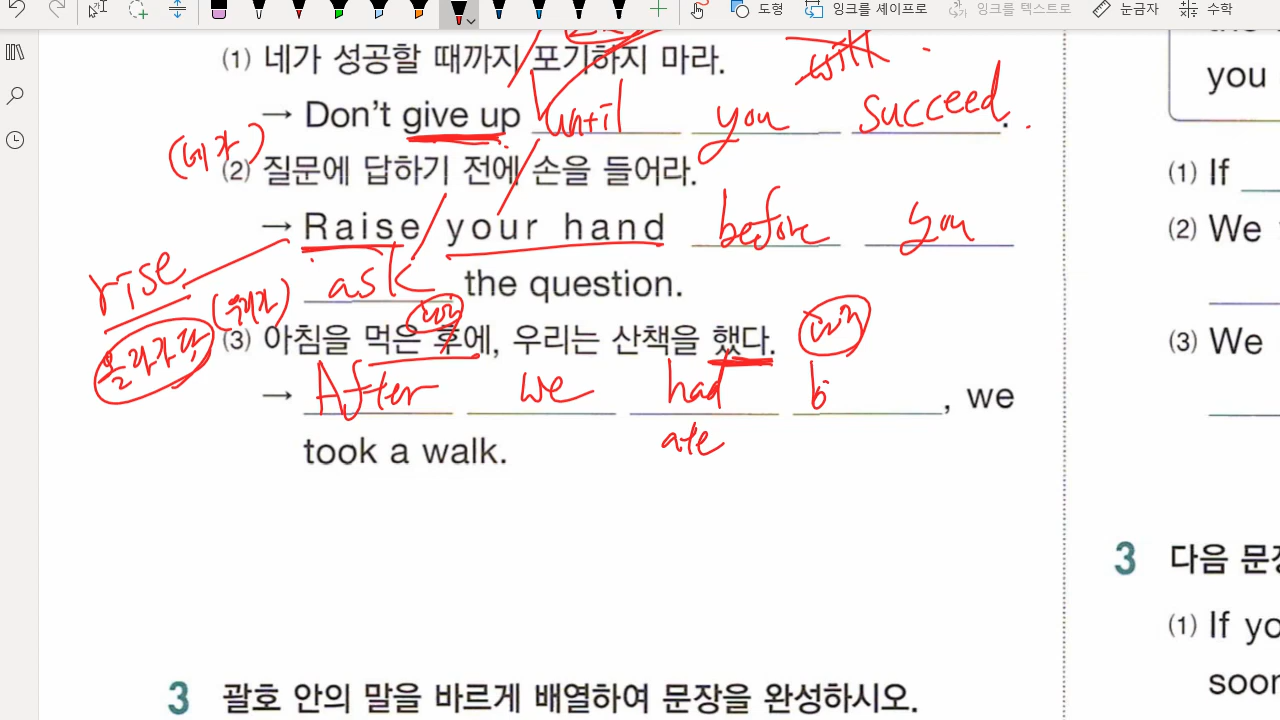 도형 잉크를 셰이프로 잉크를 텍스트로 눈금자 수학
(1) 네가 성공할 때까지 포기하지 마라. will
→ Don't give up until you succeed.
(네가)
(2) 질문에 답하기 전에 손을 들어라.
→ Raise your hand before you
rise
ask the question.
(우리가)
올라가다
(3) 아침을 먹은 후에, 우리는 산책을 했다.
→ After we had b, we
ate
took a walk.
3 괄호 안의 말을 바르게 배열하여 문장을 완성하시오.
you
(1) If
(2) We
(3) We
3 다음 문장
(1) If yo
soon